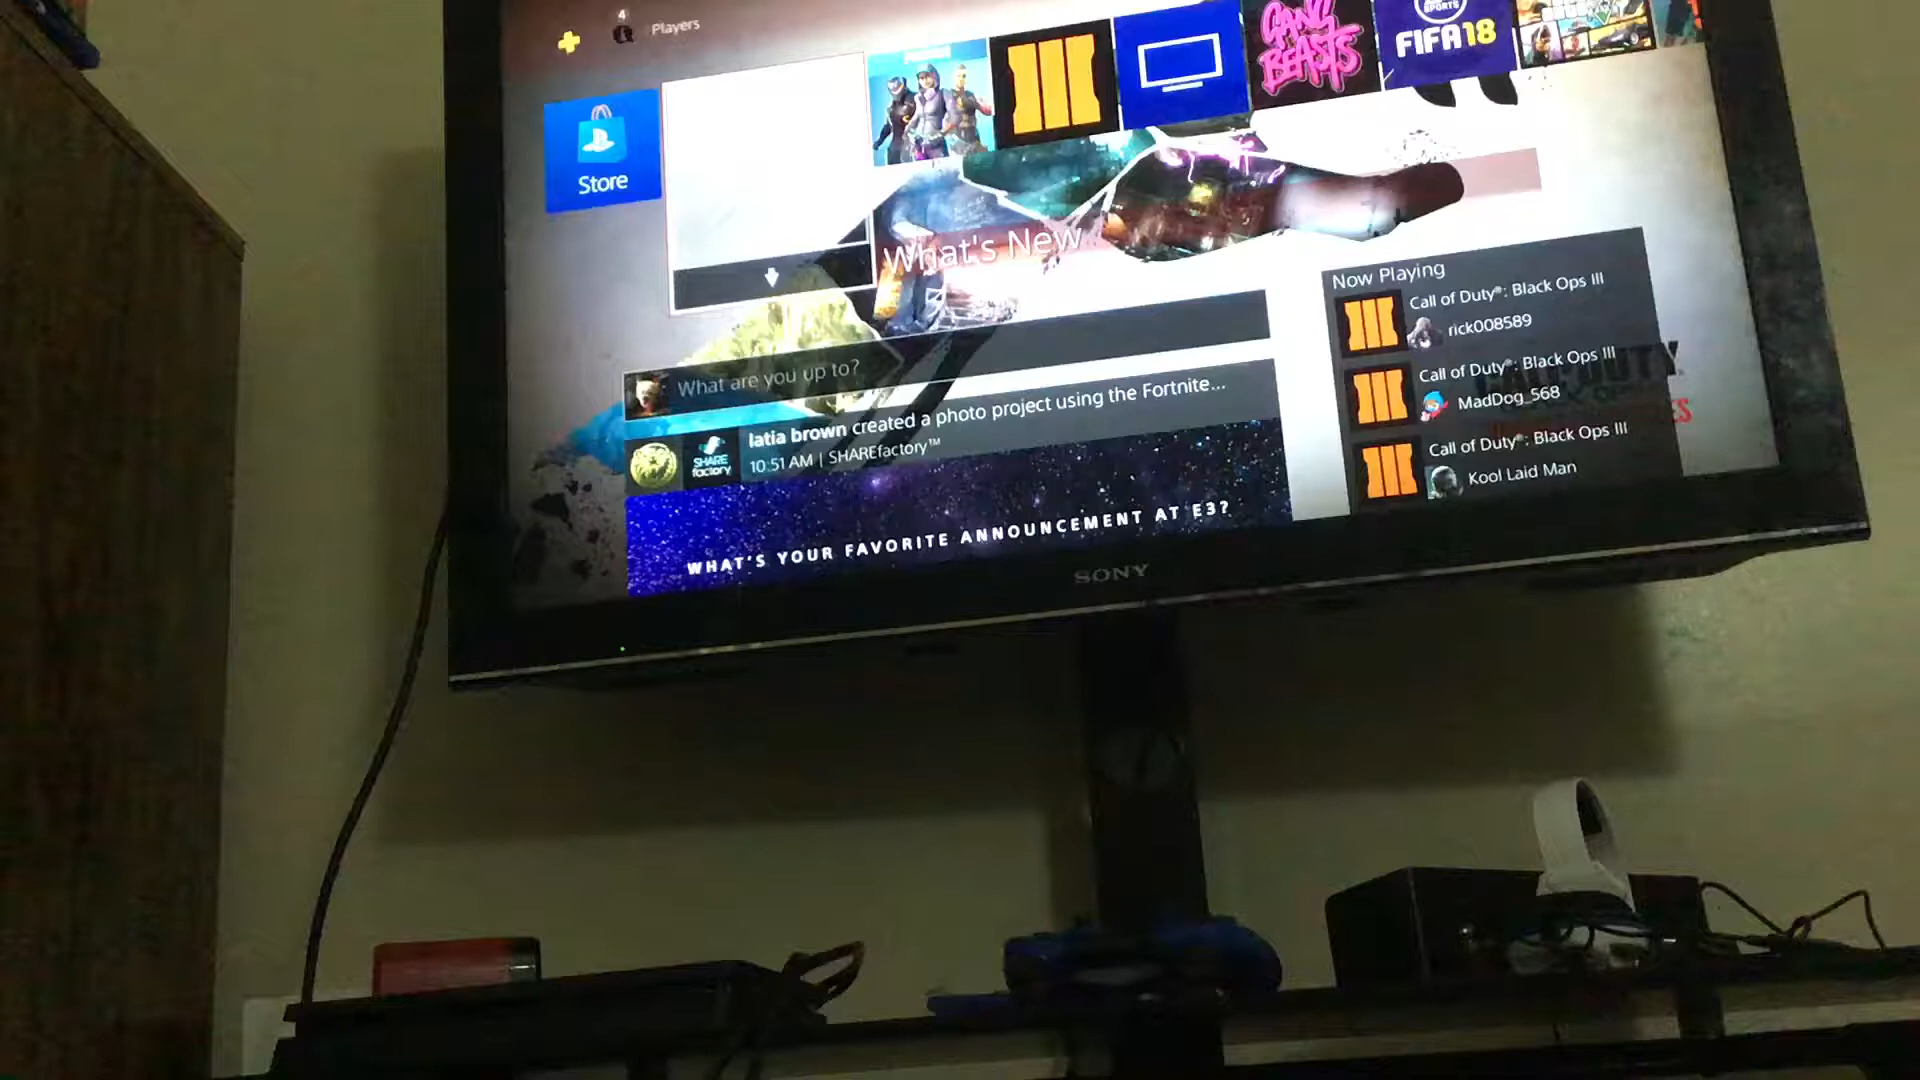 4
Players
Store
GANG
BEASTS
SPORTS
FIFA 18
What's New
Now Playing
Call of Duty®: Black Ops III
rick008589
Call of Duty®: Black Ops III
MadDog_568
Call of Duty®: Black Ops III
Kool Laid Man
What are you up to?
latia brown created a photo project using the Fortnite...
10:51 AM | SHAREfactory™
SHARE
factory
WHAT'S YOUR FAVORITE ANNOUNCEMENT AT E3?
SONY